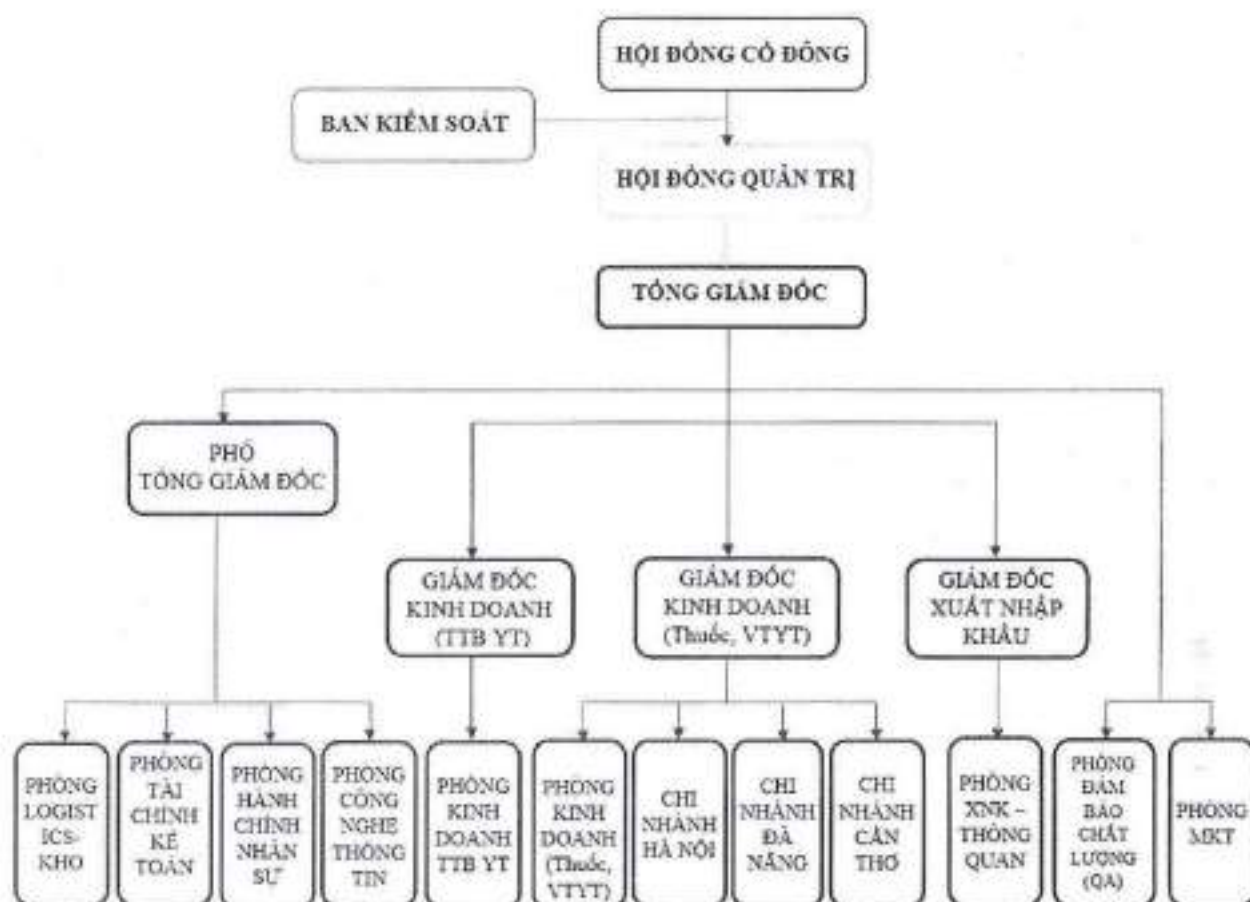 HỘI ĐỒNG CỔ ĐÔNG
BAN KIỂM SOÁT
HỘI ĐỒNG QUẢN TRỊ
TỔNG GIÁM ĐỐC
PHÓ
TỔNG GIÁM ĐỐC
GIÁM ĐỐC
KINH DOANH
(TTB YT)
GIÁM ĐỐC
KINH DOANH
(Thuốc, VTYT)
GIÁM ĐỐC
XUẤT NHẬP
KHẨU
PHÒNG
LOGIST
ICS-
KHO
PHÒNG
TÀI
CHÍNH
KẾ
TOÁN
PHÒNG
HÀNH
CHÍNH
NHÂN
SỰ
PHÒNG
CÔNG
NGHỆ
THÔNG
TIN
PHÒNG
KINH
DOANH
TTB YT
PHÒNG
KINH
DOANH
(Thuốc,
VTYT)
CHI
NHÁNH
HÀ NỘI
CHI
NHÁNH
ĐÀ
NẴNG
CHI
NHÁNH
CẦN
THƠ
PHÒNG
XNK –
THÔNG
QUAN
PHÒNG
ĐẢM
BẢO
CHẤT
LƯỢNG
(QA)
PHÒNG
MKT